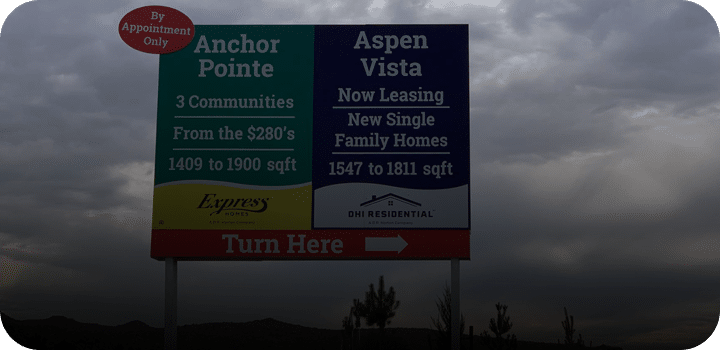 By
Appointment
Only
Anchor
Pointe
3 Communities
From the $280's
1409 to 1900 sqft
Express
HOMES
Aspen
Vista
Now Leasing
New Single
Family Homes
1547 to 1811 sqft
DHI RESIDENTIAL
Turn Here